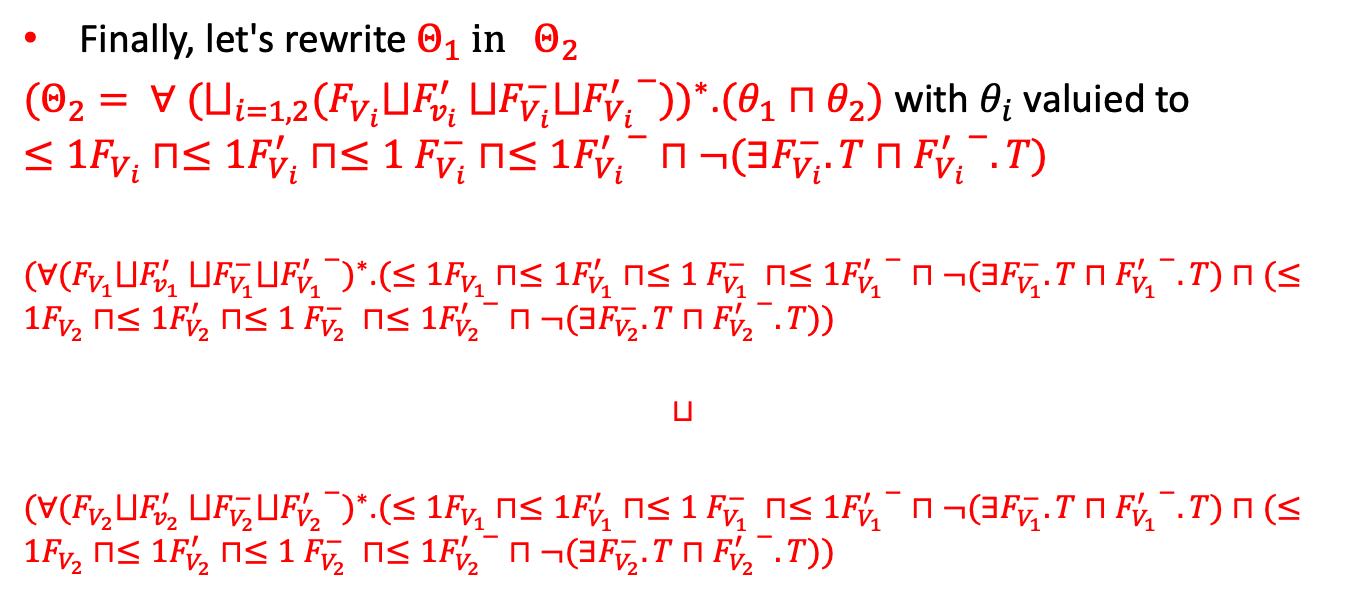 • Finally, let's rewrite Θ₁ in Θ₂
(Θ₂ = ∀ (⊔ᵢ₌₁,₂(F_{V_i}⊔F′_{v_i} ⊔F⁻_{V_i}⊔F′_{V_i}⁻))*.(θ₁ ⊓ θ₂) with θᵢ valuied to
≤ 1F_{V_i} ⊓≤ 1F′_{V_i} ⊓≤ 1 F⁻_{V_i} ⊓≤ 1F′_{V_i}⁻ ⊓ ¬(∃F⁻_{V_i}.T ⊓ F′_{V_i}⁻.T)
(∀(F_{V_1}⊔F′_{v_1} ⊔F⁻_{V_1}⊔F′_{V_1}⁻)*.(≤ 1F_{V_1} ⊓≤ 1F′_{V_1} ⊓≤ 1 F⁻_{V_1} ⊓≤ 1F′_{V_1}⁻ ⊓ ¬(∃F⁻_{V_1}.T ⊓ F′_{V_1}⁻.T) ⊓ (≤
1F_{V_2} ⊓≤ 1F′_{V_2} ⊓≤ 1 F⁻_{V_2} ⊓≤ 1F′_{V_2}⁻ ⊓ ¬(∃F⁻_{V_2}.T ⊓ F′_{V_2}⁻.T))
⊔
(∀(F_{V_2}⊔F′_{v_2} ⊔F⁻_{V_2}⊔F′_{V_2}⁻)*.(≤ 1F_{V_1} ⊓≤ 1F′_{V_1} ⊓≤ 1 F⁻_{V_1} ⊓≤ 1F′_{V_1}⁻ ⊓ ¬(∃F⁻_{V_1}.T ⊓ F′_{V_1}⁻.T) ⊓ (≤
1F_{V_2} ⊓≤ 1F′_{V_2} ⊓≤ 1 F⁻_{V_2} ⊓≤ 1F′_{V_2}⁻ ⊓ ¬(∃F⁻_{V_2}.T ⊓ F′_{V_2}⁻.T))